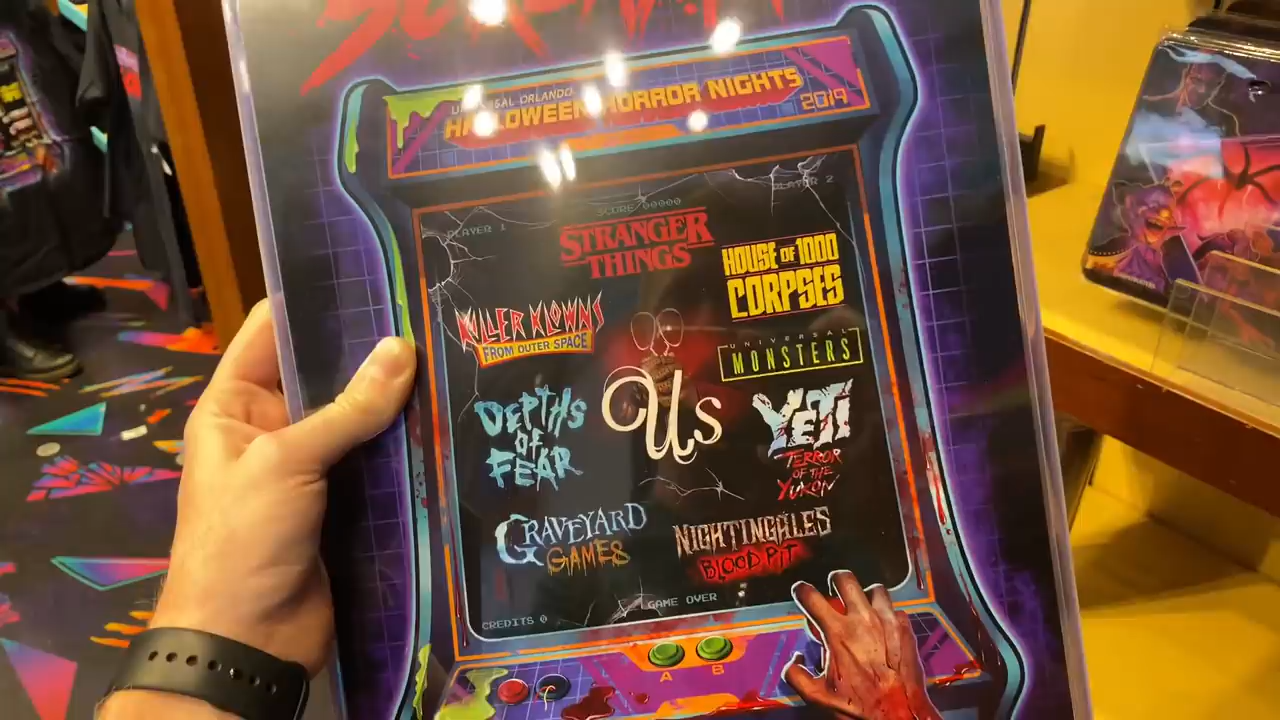 UNIVERSAL ORLANDO
HALLOWEEN HORROR NIGHTS
2019
PLAYER 1
SCORE 00000
PLAYER 2
STRANGER
THINGS
HOUSE OF 1000
CORPSES
KILLER KLOWNS
FROM OUTER SPACE
UNIVERSAL
MONSTERS
DEPTHS
OF
FEAR
Us
YETI
TERROR
OF THE
YUKON
GRAVEYARD
GAMES
NIGHTINGALES
BLOOD PIT
GAME OVER
CREDITS 0
A B